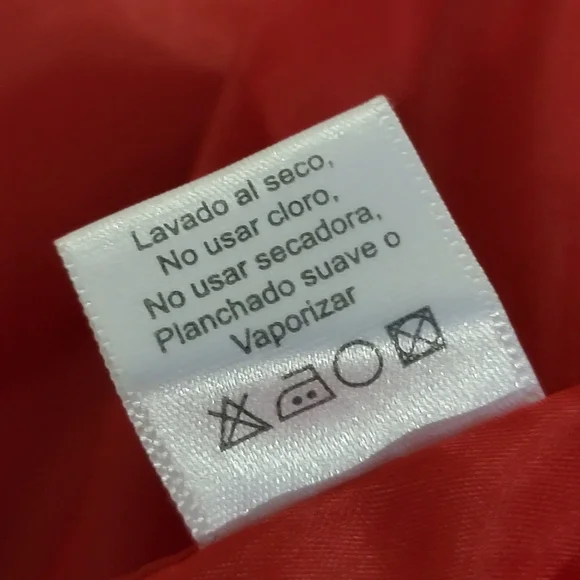 Lavado al seco,
No usar cloro,
No usar secadora,
Planchado suave o
Vaporizar